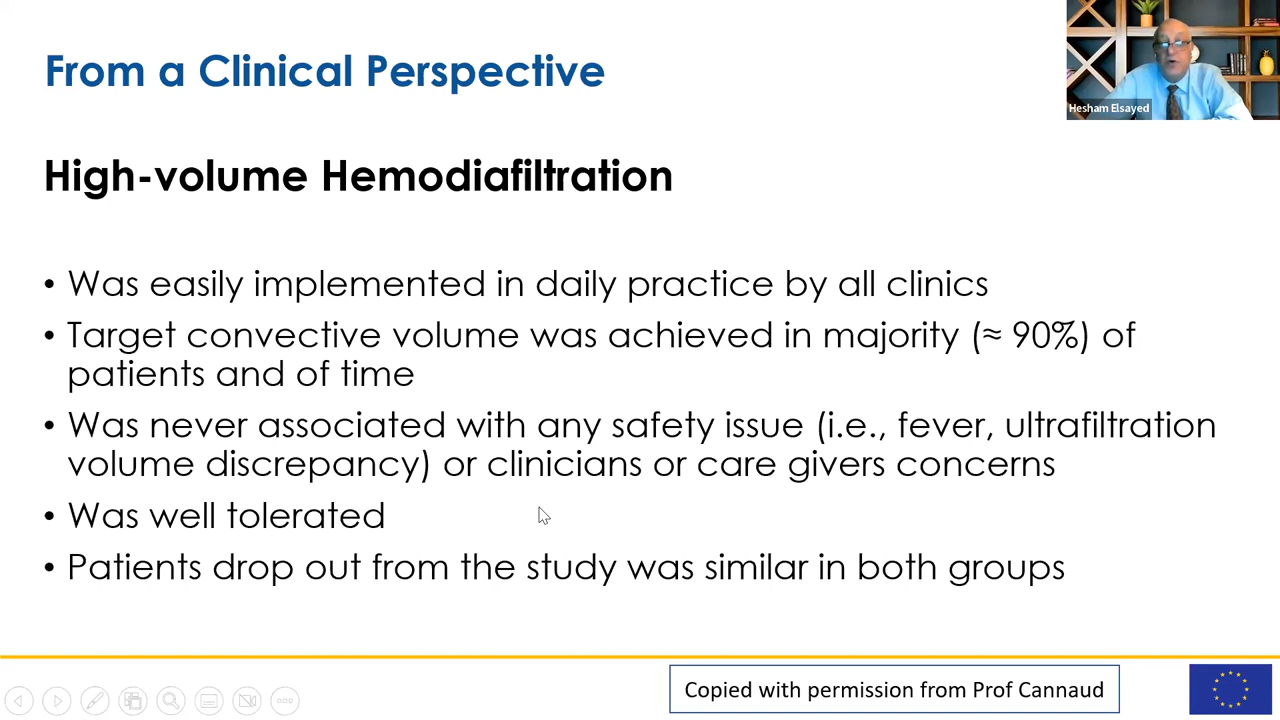 From a Clinical Perspective
Hesham Elsayed
High-volume Hemodiafiltration
• Was easily implemented in daily practice by all clinics
• Target convective volume was achieved in majority (≈ 90%) of
patients and of time
• Was never associated with any safety issue (i.e., fever, ultrafiltration
volume discrepancy) or clinicians or care givers concerns
• Was well tolerated
• Patients drop out from the study was similar in both groups
Copied with permission from Prof Cannaud